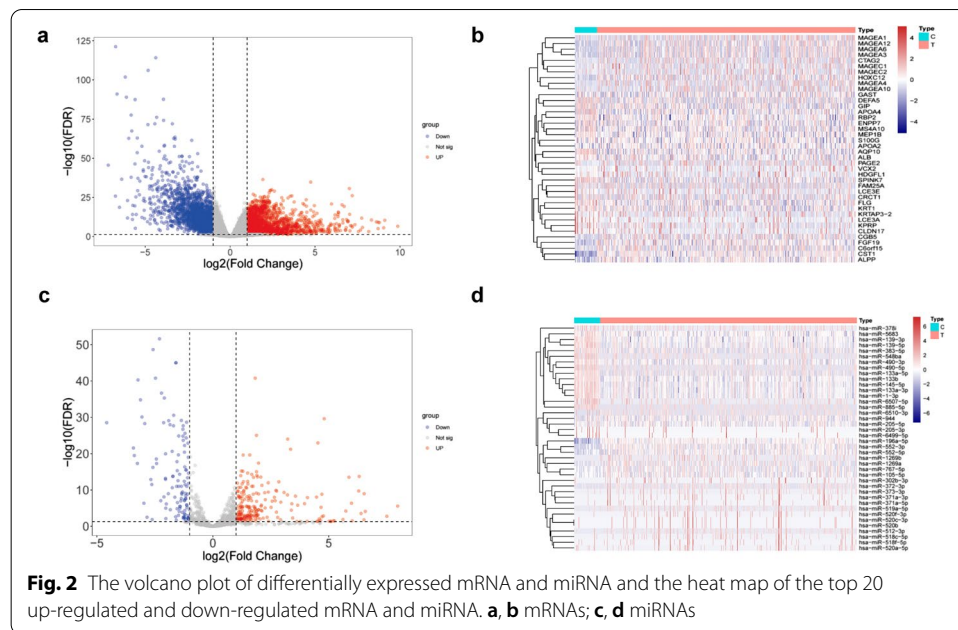 a
125
100
75
50
25
0
−log10(FDR)
−5
0
5
10
log2(Fold Change)
group
Down
Not sig
UP
b
Type
MAGEA1
MAGEA12
MAGEA6
MAGEA3
CTAG2
MAGEC1
MAGEC2
HOXC12
MAGEA4
MAGEA10
GAST
DEFA5
GIP
APOA4
RBP2
ENPP7
MS4A10
MEP1B
S100G
APOA2
AQP10
ALB
PAGE2
VCX2
HDGFL1
SPINK7
FAM25A
LCE3E
CRCT1
FLG
KRT1
KRTAP3−2
LCE3A
KPRP
CLDN17
CGB5
FGF19
C6orf15
CST1
ALPP
4
2
0
−2
−4
Type
C
T
c
50
40
30
20
10
0
−log10(FDR)
−5
0
5
log2(Fold Change)
group
Down
Not sig
UP
d
Type
hsa−miR−378i
hsa−miR−5683
hsa−miR−139−3p
hsa−miR−139−5p
hsa−miR−383−5p
hsa−miR−548ba
hsa−miR−490−3p
hsa−miR−490−5p
hsa−miR−133a−5p
hsa−miR−133b
hsa−miR−145−5p
hsa−miR−133a−3p
hsa−miR−1−3p
hsa−miR−6507−5p
hsa−miR−885−5p
hsa−miR−6510−3p
hsa−miR−944
hsa−miR−205−5p
hsa−miR−205−3p
hsa−miR−6499−5p
hsa−miR−196a−5p
hsa−miR−552−3p
hsa−miR−552−5p
hsa−miR−1269b
hsa−miR−1269a
hsa−miR−767−5p
hsa−miR−105−5p
hsa−miR−302b−3p
hsa−miR−372−3p
hsa−miR−373−3p
hsa−miR−371a−3p
hsa−miR−371a−5p
hsa−miR−519a−5p
hsa−miR−520f−3p
hsa−miR−520c−3p
hsa−miR−520b
hsa−miR−512−3p
hsa−miR−518c−5p
hsa−miR−518f−5p
hsa−miR−520a−5p
6
4
2
0
−2
−4
−6
Type
C
T
Fig. 2 The volcano plot of differentially expressed mRNA and miRNA and the heat map of the top 20
up-regulated and down-regulated mRNA and miRNA. a, b mRNAs; c, d miRNAs